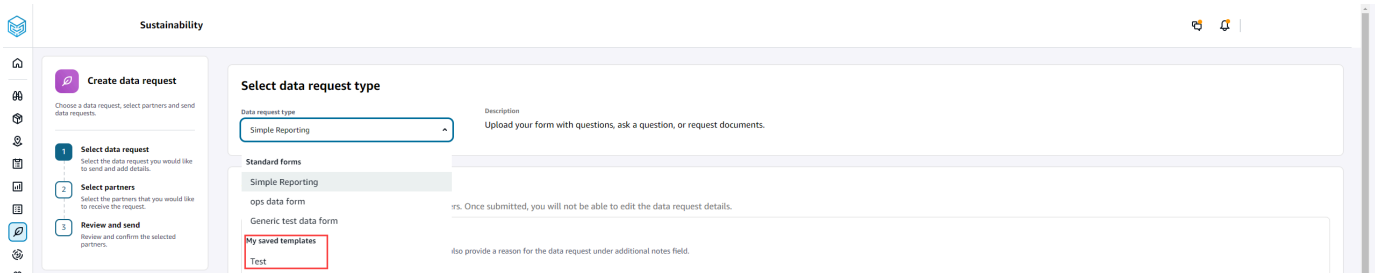 Sustainability
Create data request
Choose a data request, select partners and send
data requests.
1
Select data request
Select the data request you would like
to send and add details.
2
Select partners
Select the partners that you would like
to receive the request.
3
Review and send
Review and confirm the selected
partners.
Select data request type
Data request type
Simple Reporting
Description
Upload your form with questions, ask a question, or request documents.
Standard forms
Simple Reporting
ops data form
Generic test data form
My saved templates
Test
Once submitted, you will not be able to edit the data request details.
also provide a reason for the data request under additional notes field.